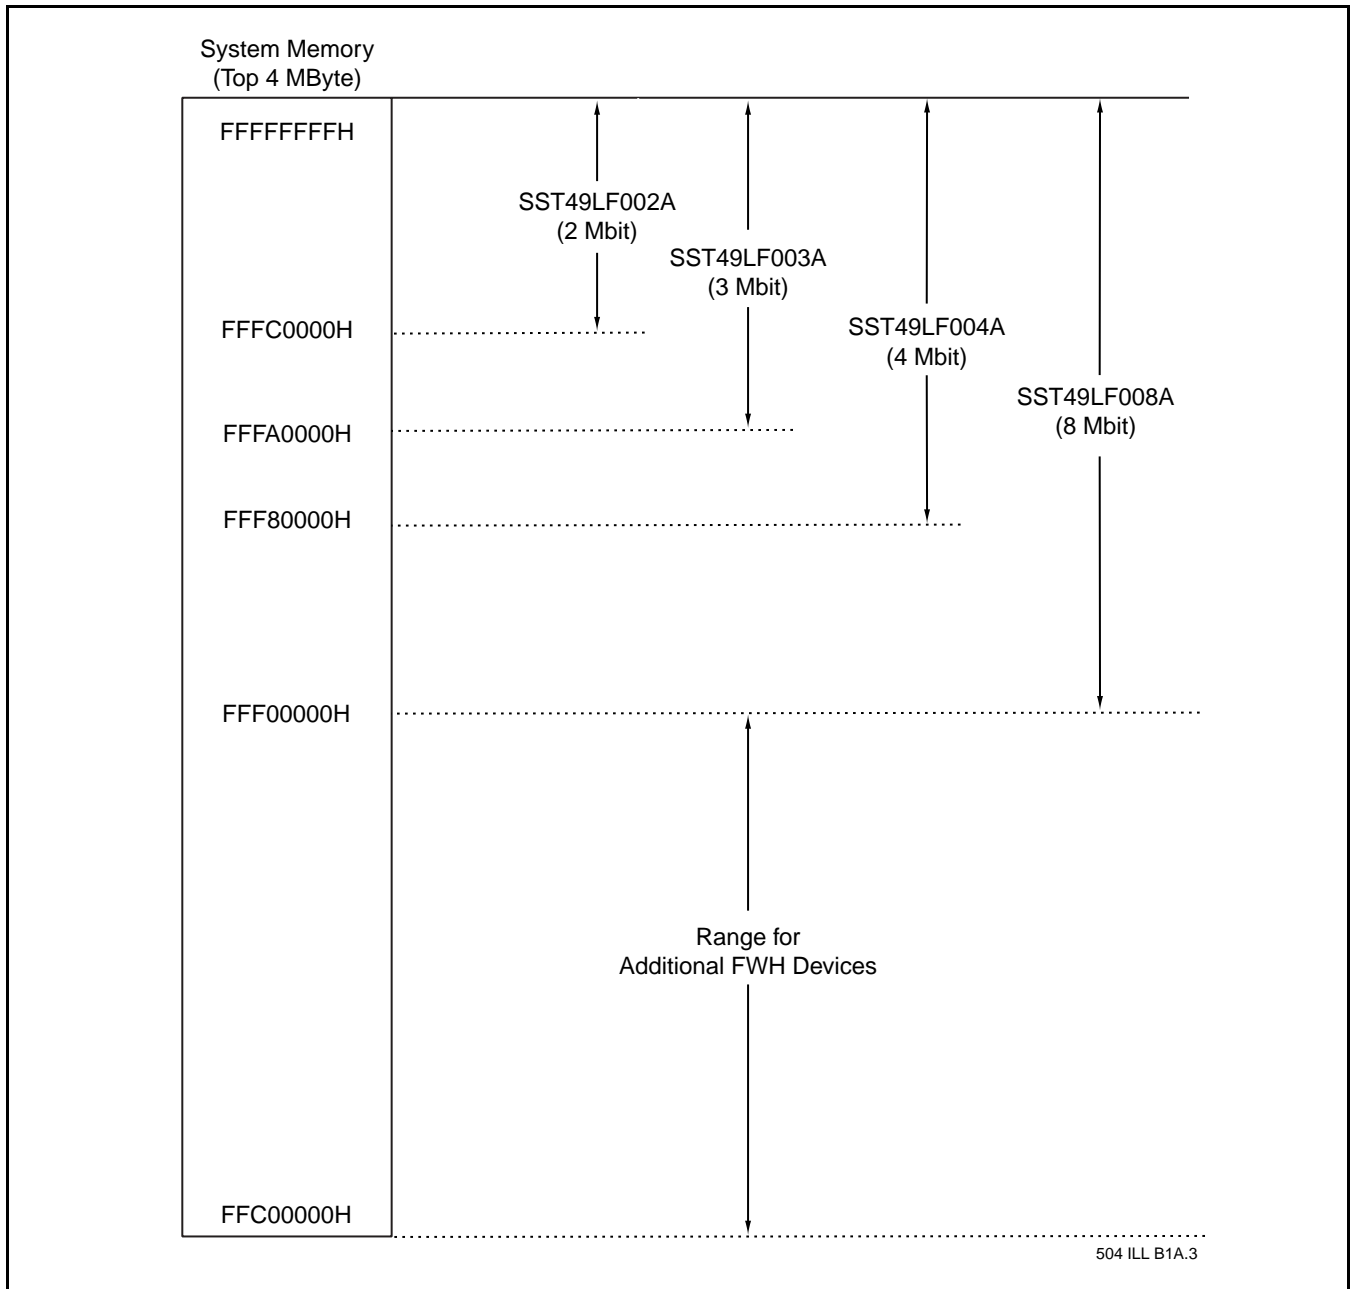 System Memory
(Top 4 MByte)
FFFFFFFFH
SST49LF002A
(2 Mbit)
SST49LF003A
(3 Mbit)
FFFC0000H
SST49LF004A
(4 Mbit)
SST49LF008A
(8 Mbit)
FFFA0000H
FFF80000H
FFF00000H
Range for
Additional FWH Devices
FFC00000H
504 ILL B1A.3